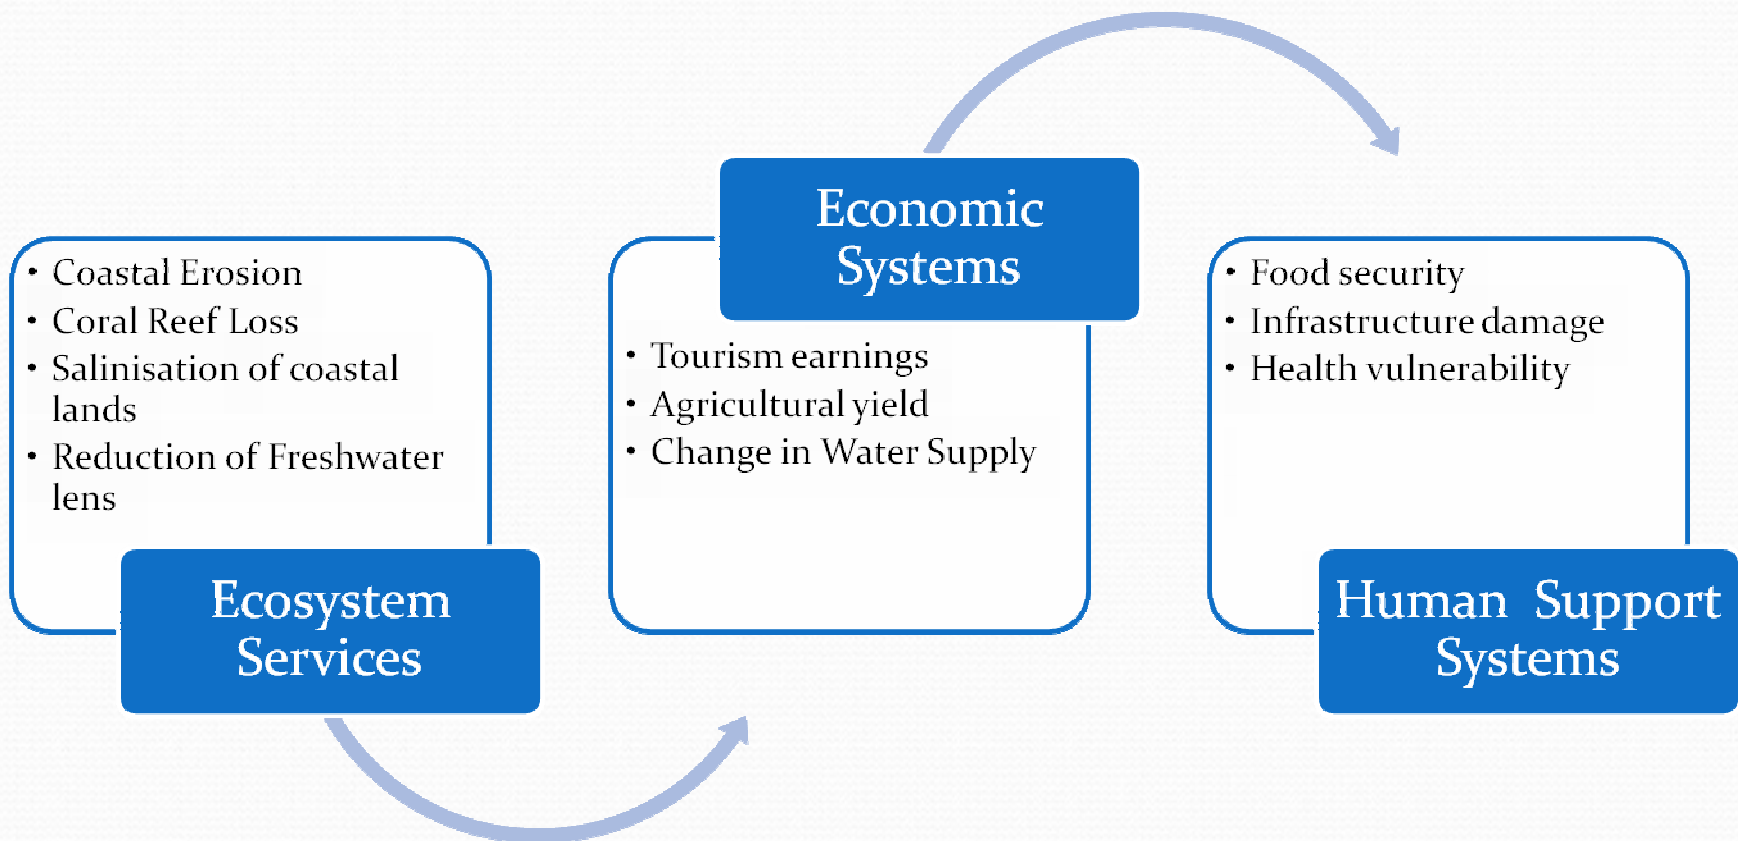 • Coastal Erosion
• Coral Reef Loss
• Salinisation of coastal
lands
• Reduction of Freshwater
lens
Ecosystem
Services
Economic
Systems
• Tourism earnings
• Agricultural yield
• Change in Water Supply
• Food security
• Infrastructure damage
• Health vulnerability
Human Support
Systems